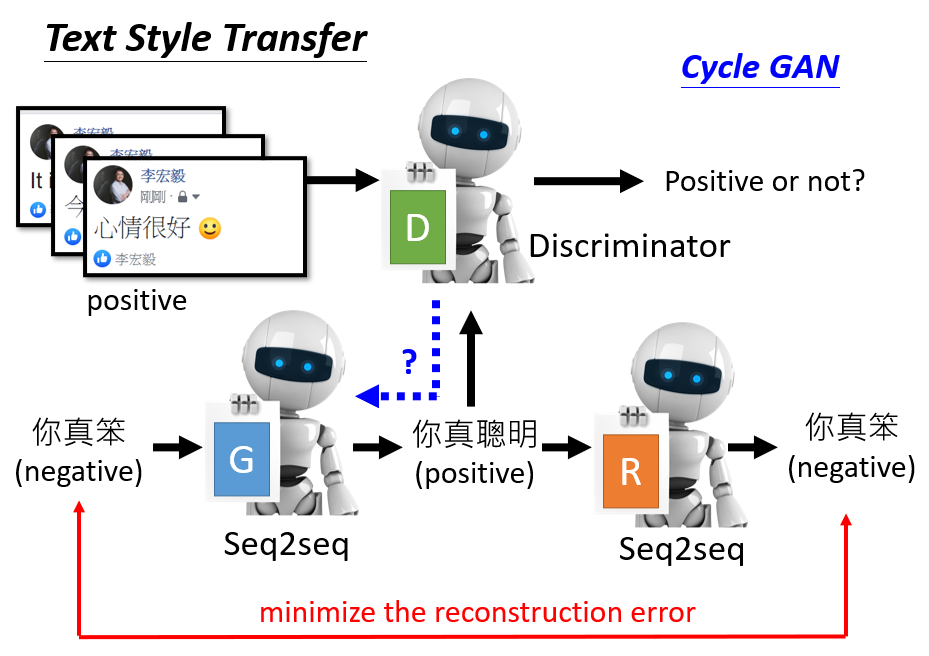 Text Style Transfer
Cycle GAN
李宏毅
It i
李宏毅
今
李宏毅
剛剛
心情很好
李宏毅
positive
D
Discriminator
Positive or not?
?
你真笨
(negative)
G
Seq2seq
你真聰明
(positive)
R
Seq2seq
你真笨
(negative)
minimize the reconstruction error